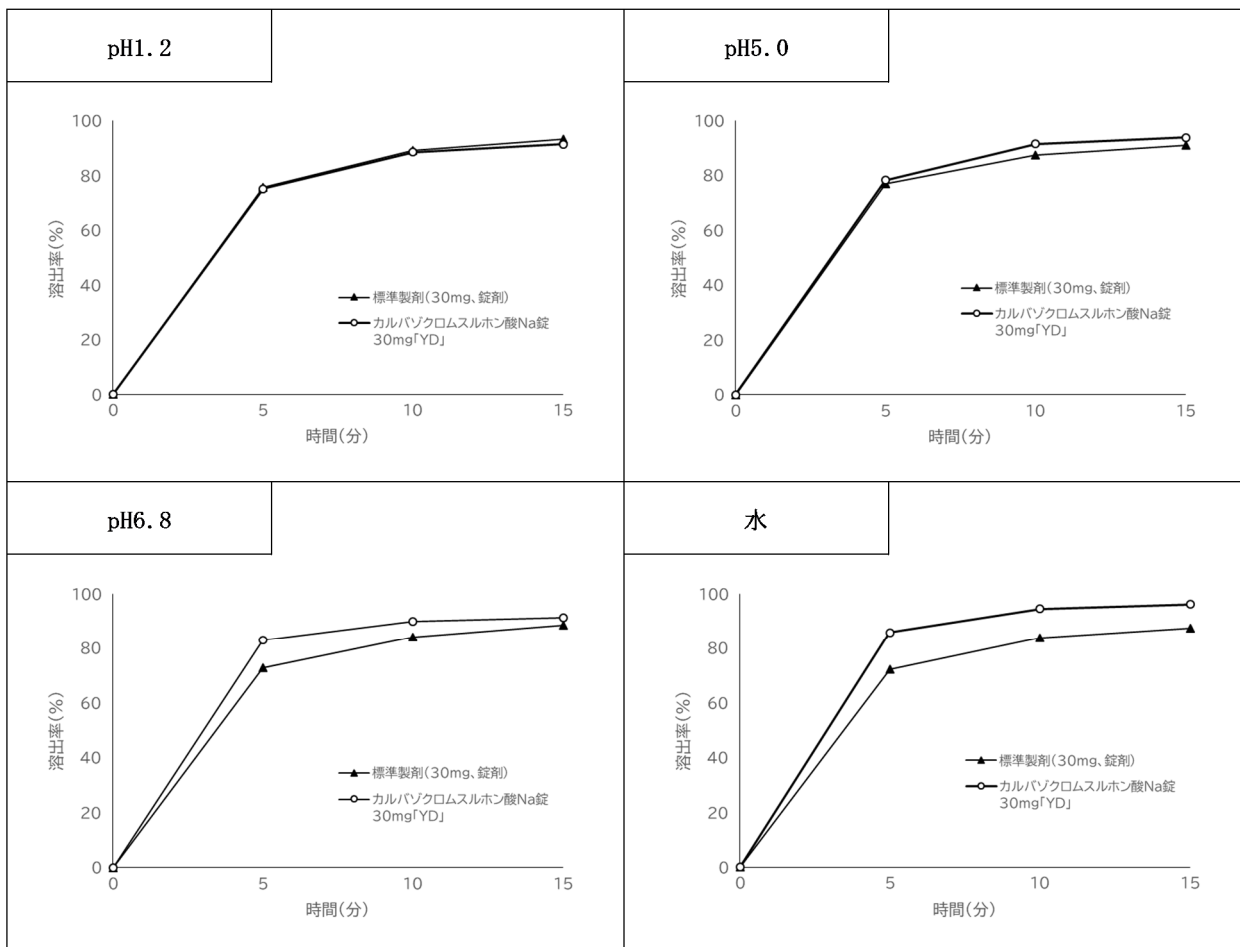 pH1.2
100
80
60
40
20
0
溶出率(%)
0 5 10 15
時間(分)
標準製剤(30mg、錠剤)
カルバゾクロムスルホン酸Na錠
30mg「YD」
pH5.0
100
80
60
40
20
0
溶出率(%)
0 5 10 15
時間(分)
標準製剤(30mg、錠剤)
カルバゾクロムスルホン酸Na錠
30mg「YD」
pH6.8
100
80
60
40
20
0
溶出率(%)
0 5 10 15
時間(分)
標準製剤(30mg、錠剤)
カルバゾクロムスルホン酸Na錠
30mg「YD」
水
100
80
60
40
20
0
溶出率(%)
0 5 10 15
時間(分)
標準製剤(30mg、錠剤)
カルバゾクロムスルホン酸Na錠
30mg「YD」